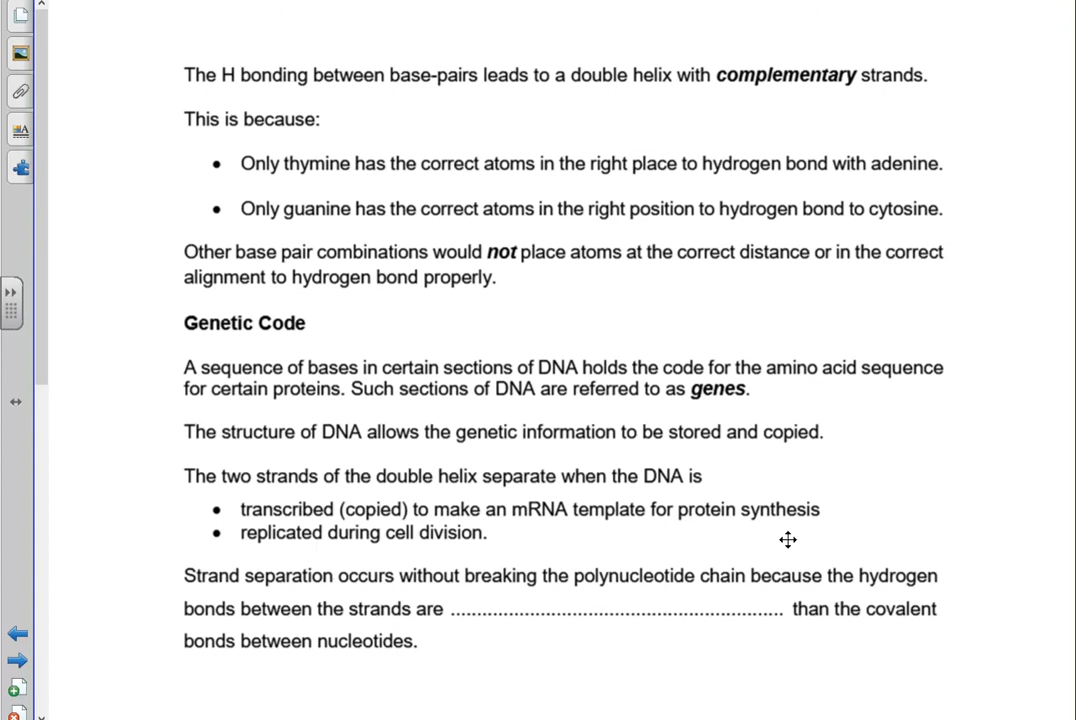 The H bonding between base-pairs leads to a double helix with complementary strands.
This is because:
• Only thymine has the correct atoms in the right place to hydrogen bond with adenine.
• Only guanine has the correct atoms in the right position to hydrogen bond to cytosine.
Other base pair combinations would not place atoms at the correct distance or in the correct
alignment to hydrogen bond properly.
Genetic Code
A sequence of bases in certain sections of DNA holds the code for the amino acid sequence
for certain proteins. Such sections of DNA are referred to as genes.
The structure of DNA allows the genetic information to be stored and copied.
The two strands of the double helix separate when the DNA is
• transcribed (copied) to make an mRNA template for protein synthesis
• replicated during cell division.
Strand separation occurs without breaking the polynucleotide chain because the hydrogen
bonds between the strands are ................................................................ than the covalent
bonds between nucleotides.